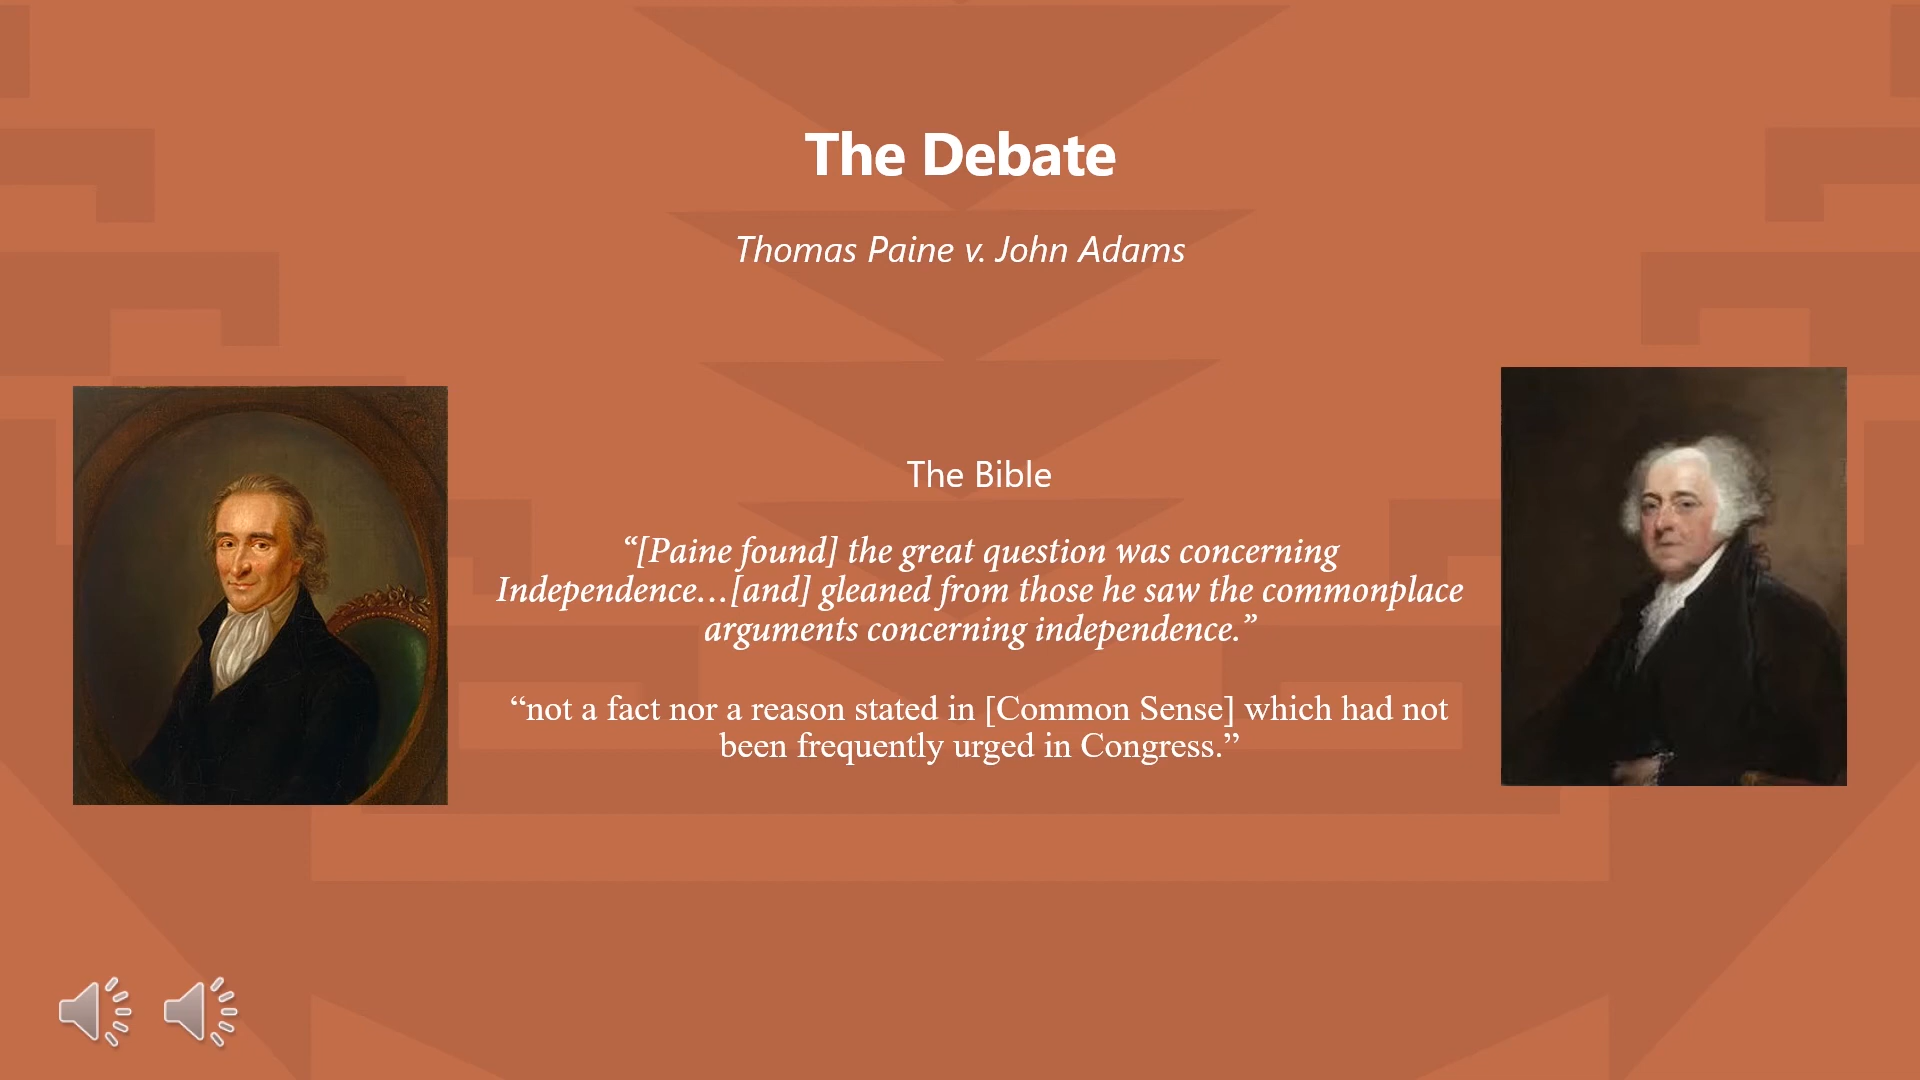 The Debate
Thomas Paine v. John Adams
The Bible
“[Paine found] the great question was concerning
Independence…[and] gleaned from those he saw the commonplace
arguments concerning independence.”
“not a fact nor a reason stated in [Common Sense] which had not
been frequently urged in Congress.”